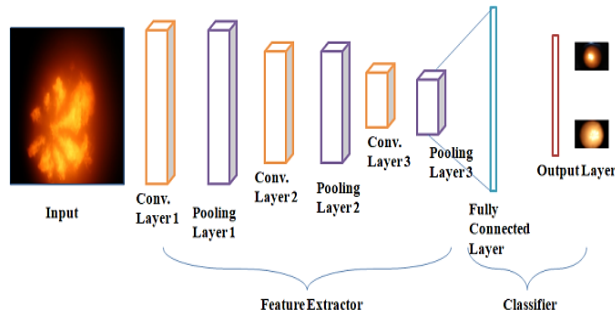 Input
Conv.
Layer 1
Pooling
Layer 1
Conv.
Layer 2
Pooling
Layer 2
Conv.
Layer 3
Pooling
Layer 3
Fully
Connected
Layer
Output Layer
Feature Extractor
Classifier